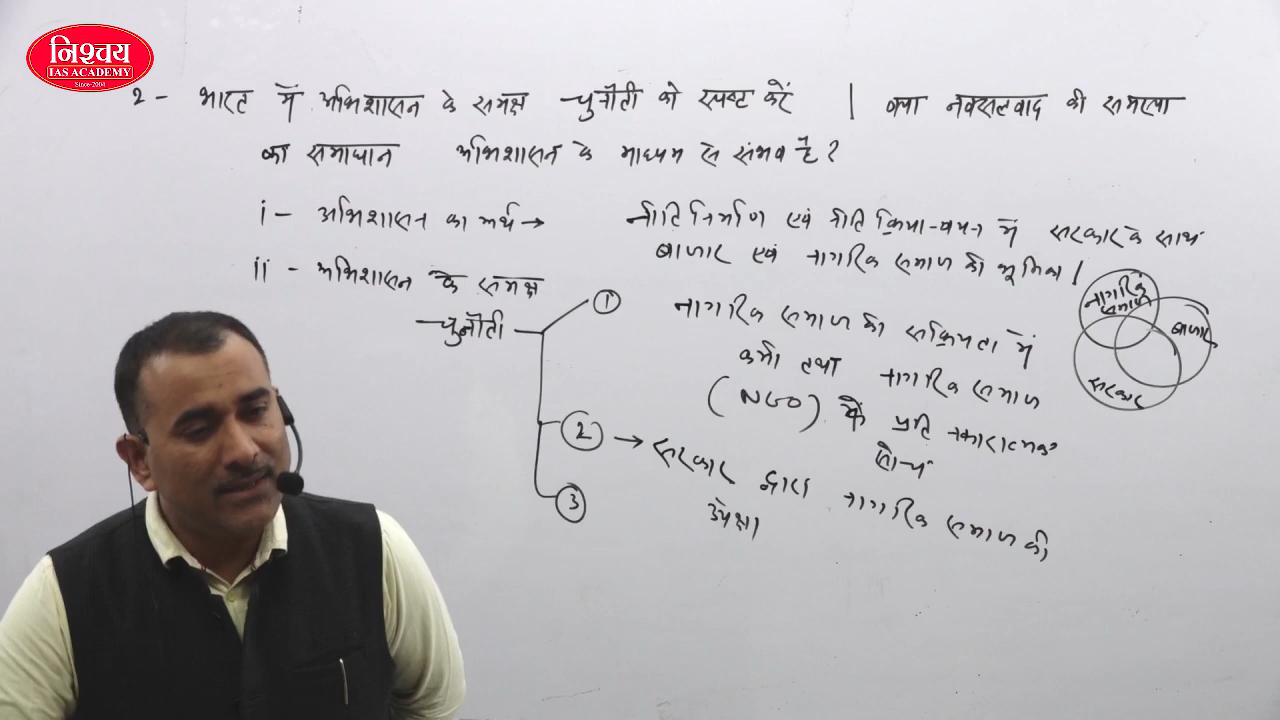 निश्चय
IAS ACADEMY
Since-2004
2- भारत में अभिशासन के समक्ष चुनौती को स्पष्ट करें | क्या नक्सलवाद की समस्या
का समाधान अभिशासन के माध्यम से संभव है?
i - अभिशासन का अर्थ → नीति निर्माण एवं नीति क्रियान्वयन में सरकार के साथ
बाजार एवं नागरिक समाज की भूमिका |
ii - अभिशासन के समक्ष
चुनौती
①
नागरिक समाज की सक्रियता में
कमी तथा नागरिक समाज
(NGO) के प्रति नकारात्मक
सोच
② → सरकार द्वारा नागरिक समाज की
उपेक्षा
③
नागरिक
समाज
बाजार
सरकार